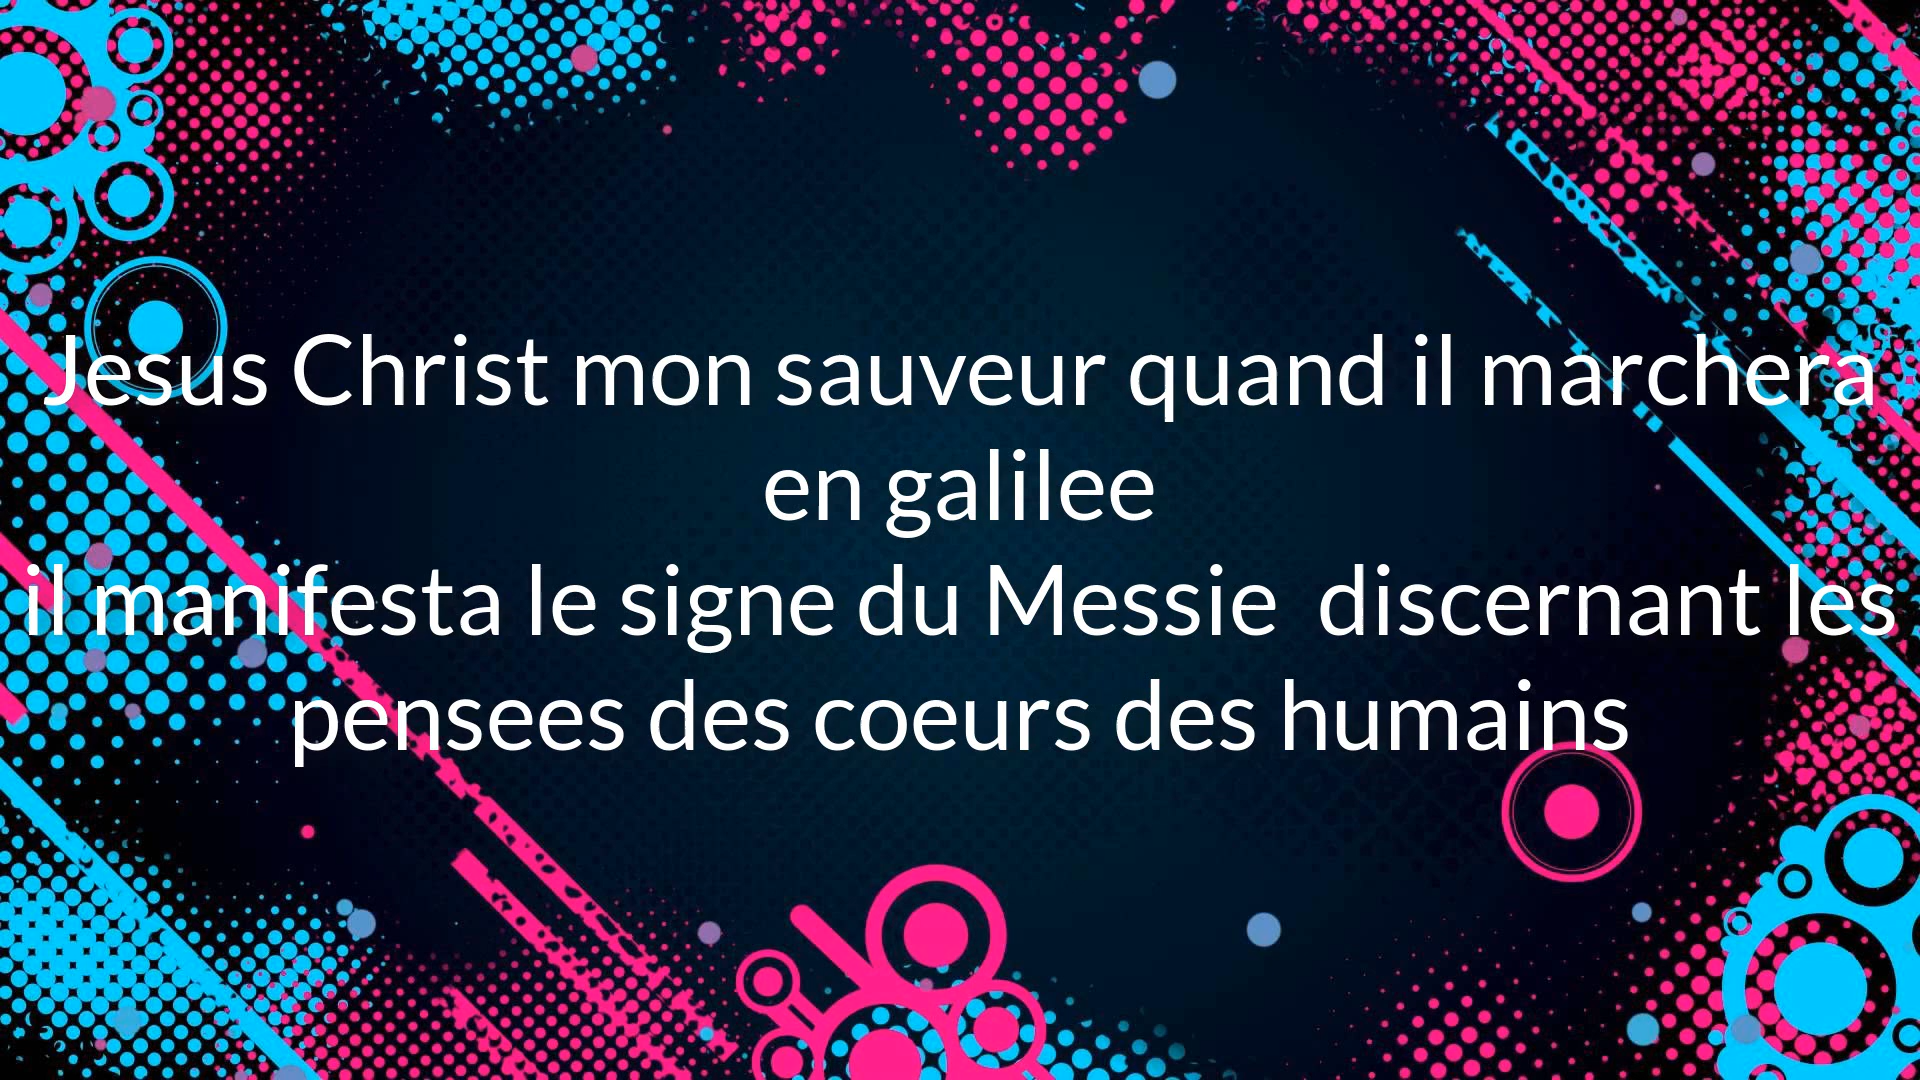 Jesus Christ mon sauveur quand il marchera
en galilee
il manifesta le signe du Messie  discernant les
pensees des coeurs des humains